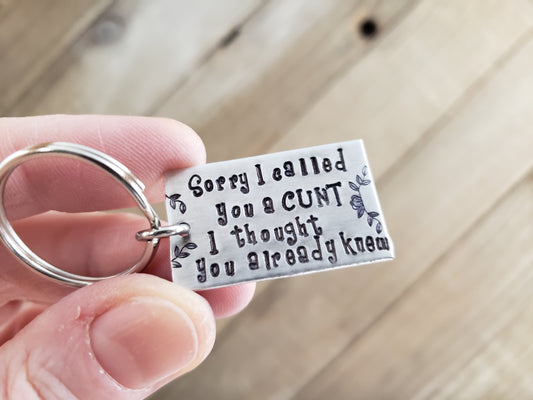 Sorry I called
you a CUNT
I thought
you already knew